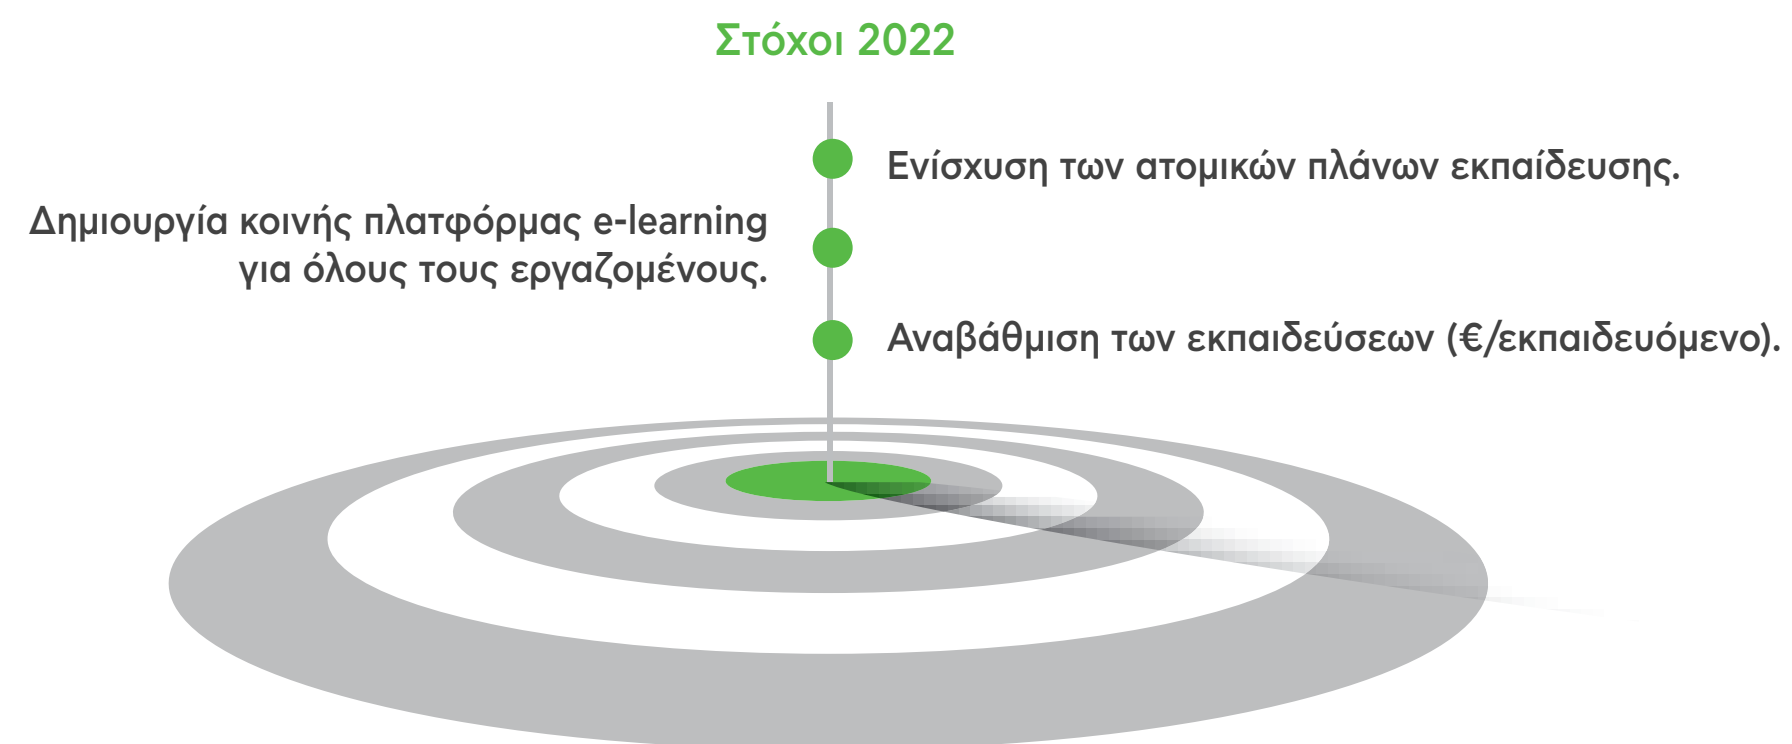 Στόχοι 2022
Ενίσχυση των ατομικών πλάνων εκπαίδευσης.
Δημιουργία κοινής πλατφόρμας e-learning
για όλους τους εργαζομένους.
Αναβάθμιση των εκπαιδεύσεων (€/εκπαιδευόμενο).